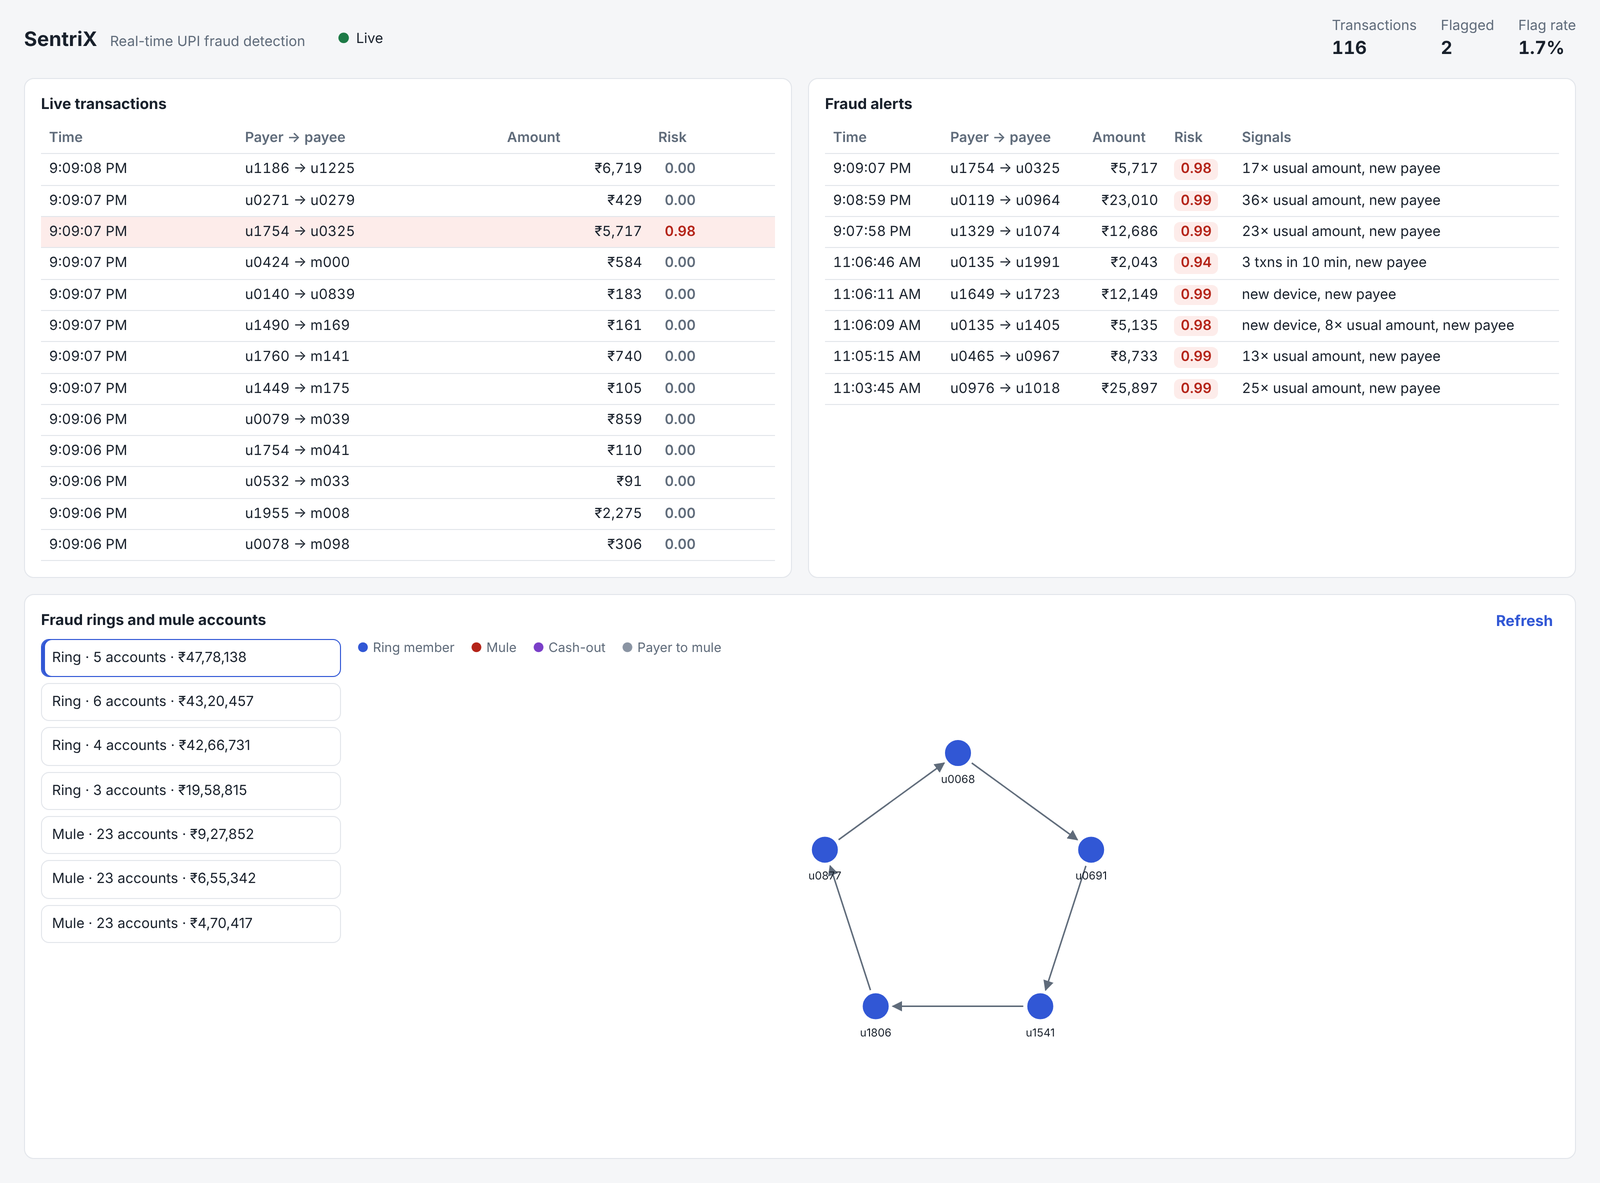 SentriX Real-time UPI fraud detection Live
Transactions Flagged Flag rate
116 2 1.7%
Live transactions
Time Payer → payee Amount Risk
9:09:08 PM u1186 → u1225 ₹6,719 0.00
9:09:07 PM u0271 → u0279 ₹429 0.00
9:09:07 PM u1754 → u0325 ₹5,717 0.98
9:09:07 PM u0424 → m000 ₹584 0.00
9:09:07 PM u0140 → u0839 ₹183 0.00
9:09:07 PM u1490 → m169 ₹161 0.00
9:09:07 PM u1760 → m141 ₹740 0.00
9:09:07 PM u1449 → m175 ₹105 0.00
9:09:06 PM u0079 → m039 ₹859 0.00
9:09:06 PM u1754 → m041 ₹110 0.00
9:09:06 PM u0532 → m033 ₹91 0.00
9:09:06 PM u1955 → m008 ₹2,275 0.00
9:09:06 PM u0078 → m098 ₹306 0.00
Fraud alerts
Time Payer → payee Amount Risk Signals
9:09:07 PM u1754 → u0325 ₹5,717 0.98 17× usual amount, new payee
9:08:59 PM u0119 → u0964 ₹23,010 0.99 36× usual amount, new payee
9:07:58 PM u1329 → u1074 ₹12,686 0.99 23× usual amount, new payee
11:06:46 AM u0135 → u1991 ₹2,043 0.94 3 txns in 10 min, new payee
11:06:11 AM u1649 → u1723 ₹12,149 0.99 new device, new payee
11:06:09 AM u0135 → u1405 ₹5,135 0.98 new device, 8× usual amount, new payee
11:05:15 AM u0465 → u0967 ₹8,733 0.99 13× usual amount, new payee
11:03:45 AM u0976 → u1018 ₹25,897 0.99 25× usual amount, new payee
Fraud rings and mule accounts
Refresh
Ring · 5 accounts · ₹47,78,138
Ring · 6 accounts · ₹43,20,457
Ring · 4 accounts · ₹42,66,731
Ring · 3 accounts · ₹19,58,815
Mule · 23 accounts · ₹9,27,852
Mule · 23 accounts · ₹6,55,342
Mule · 23 accounts · ₹4,70,417
Ring member Mule Cash-out Payer to mule
u0068
u0877 u0691
u1806 u1541